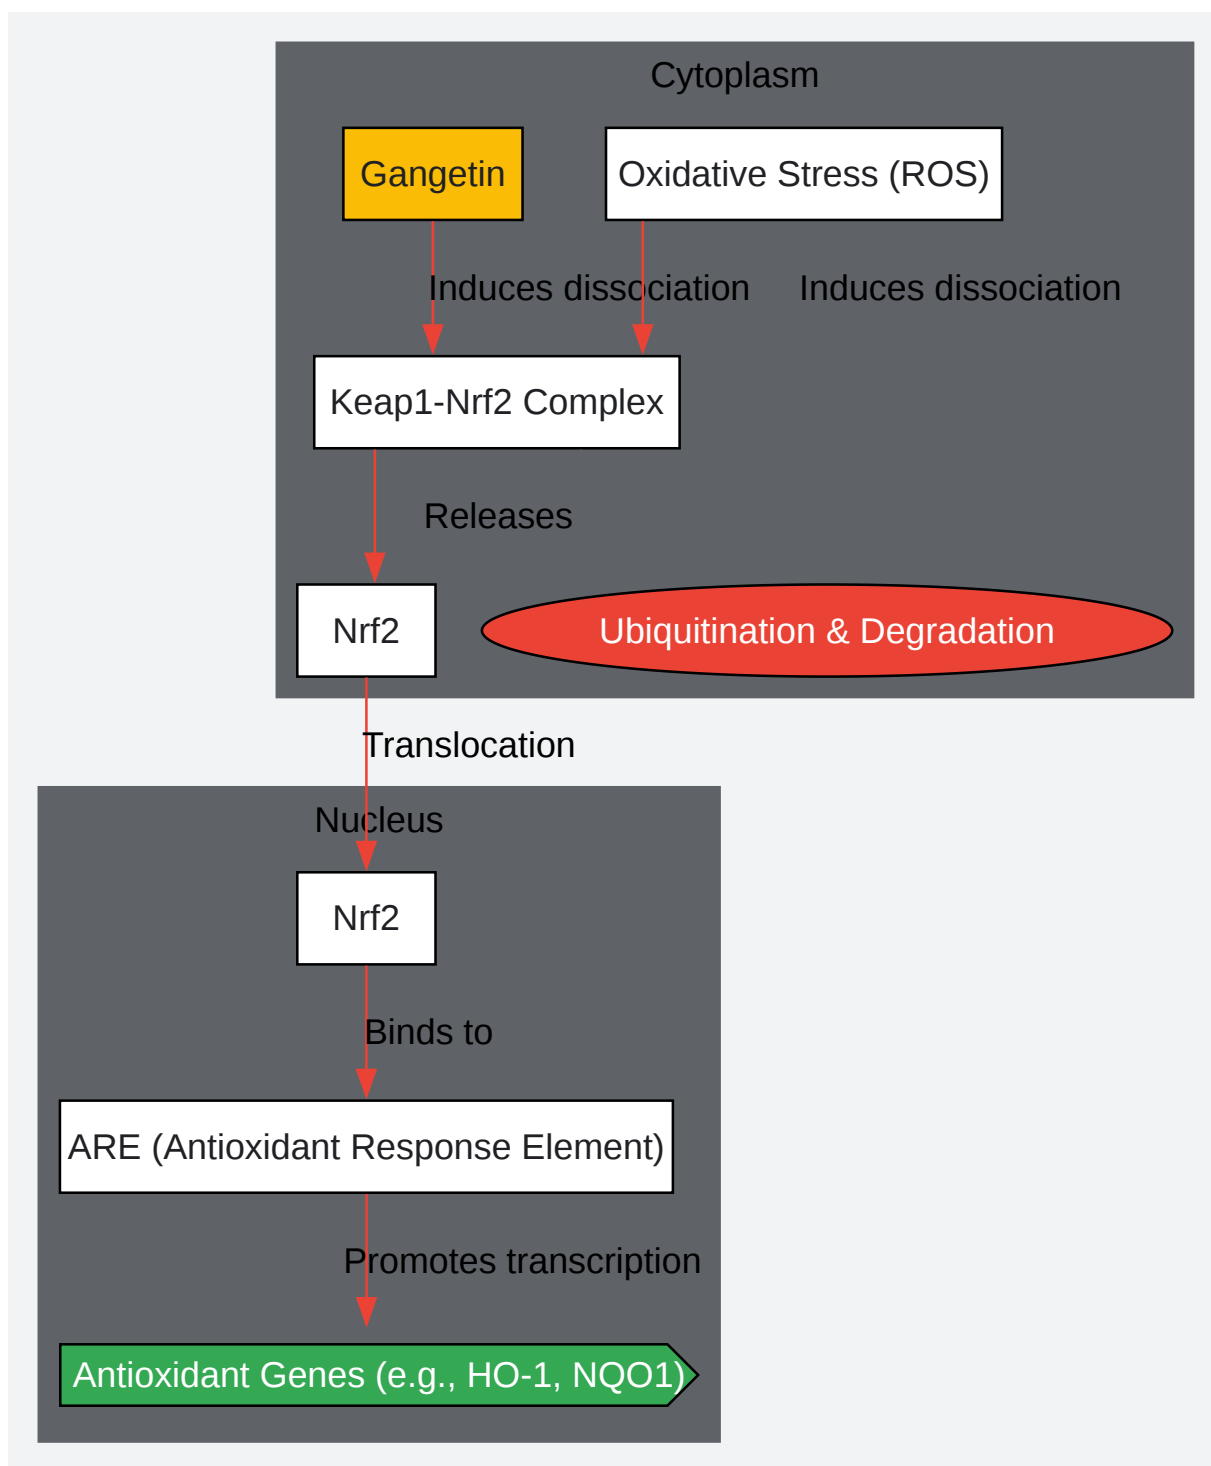 Cytoplasm
Gangetin
Oxidative Stress (ROS)
Induces dissociation
Induces dissociation
Keap1-Nrf2 Complex
Releases
Nrf2
Ubiquitination & Degradation
Translocation
Nucleus
Nrf2
Binds to
ARE (Antioxidant Response Element)
Promotes transcription
Antioxidant Genes (e.g., HO-1, NQO1)